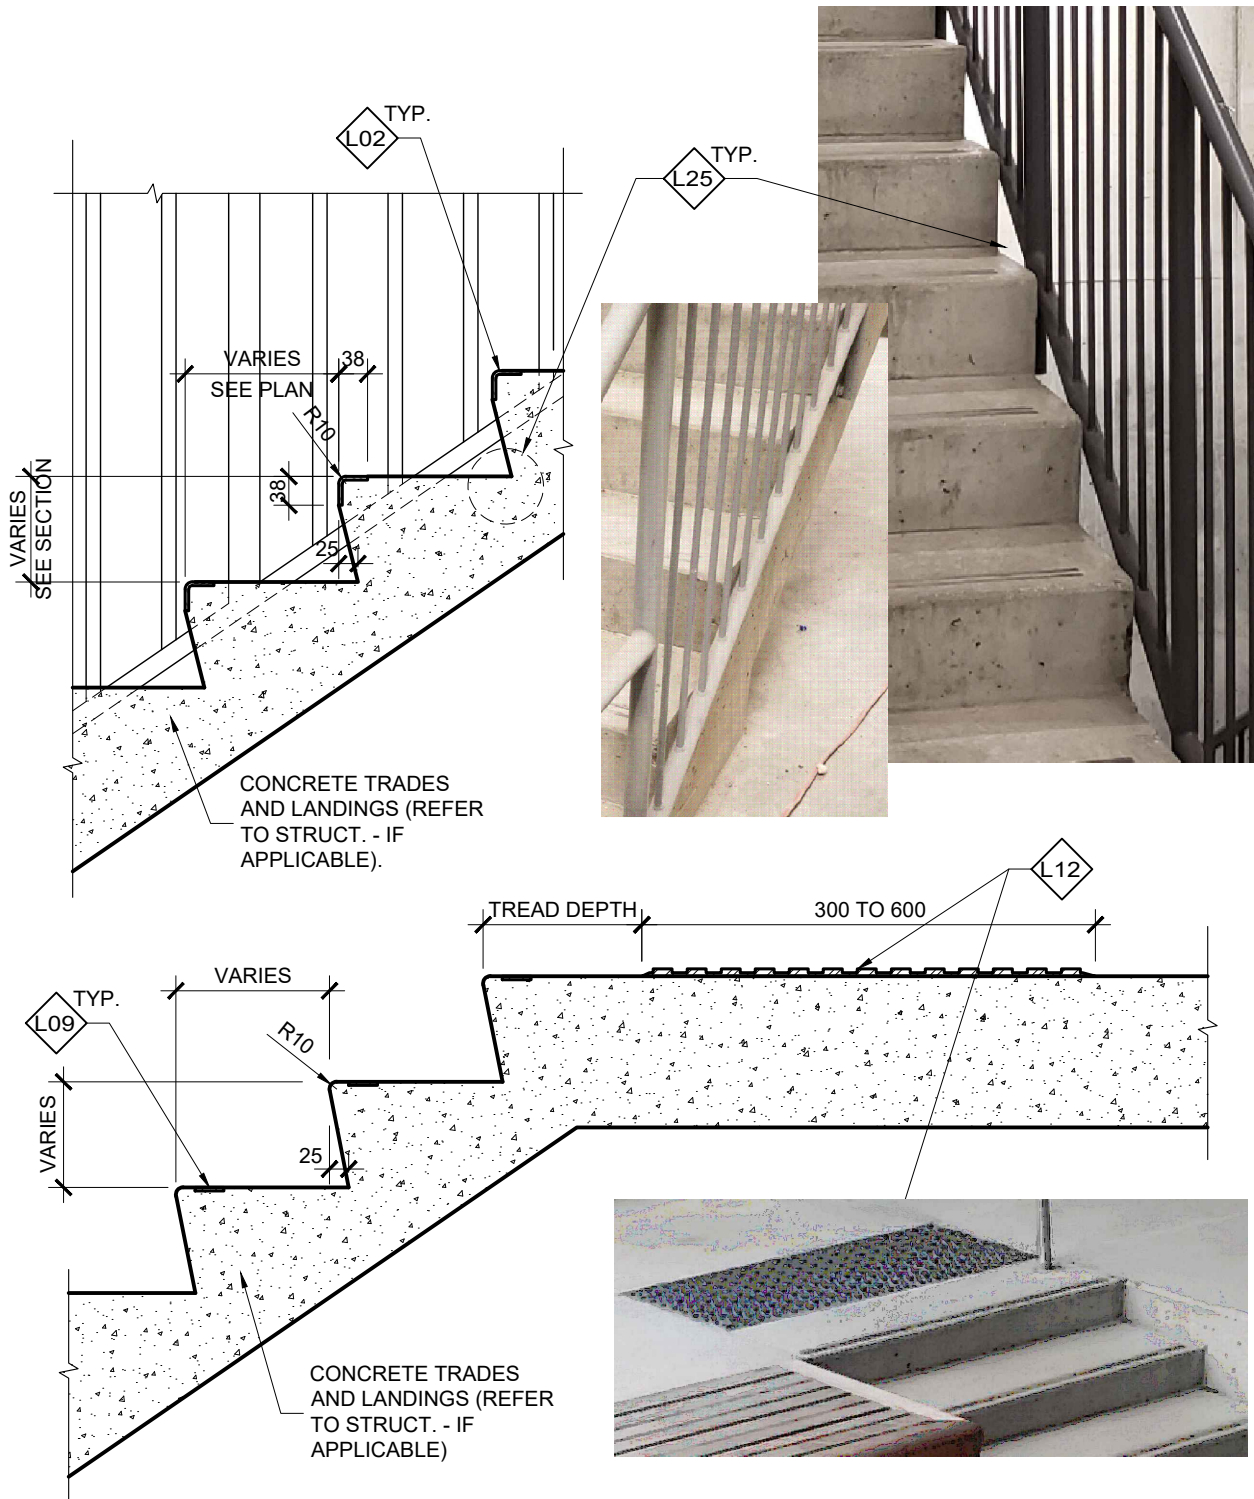 TYP.
L02
TYP.
L25
VARIES
38
SEE PLAN
R10
38
VARIES
SEE SECTION
25
CONCRETE TRADES
AND LANDINGS (REFER
TO STRUCT. - IF
APPLICABLE).
L12
TREAD DEPTH
300 TO 600
VARIES
TYP.
L09
R10
VARIES
25
CONCRETE TRADES
AND LANDINGS (REFER
TO STRUCT. - IF
APPLICABLE)